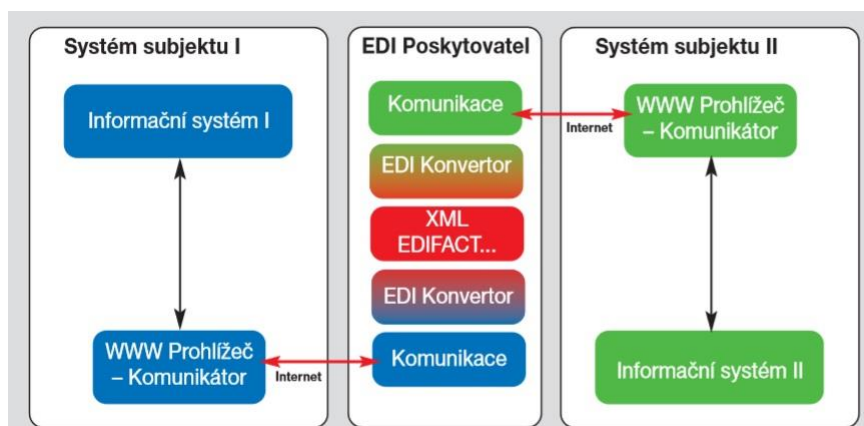 Systém subjektu I
Informační systém I
WWW Prohlížeč
– Komunikátor
Internet
EDI Poskytovatel
Komunikace
EDI Konvertor
XML
EDIFACT...
EDI Konvertor
Komunikace
Internet
Systém subjektu II
WWW Prohlížeč
– Komunikátor
Informační systém II